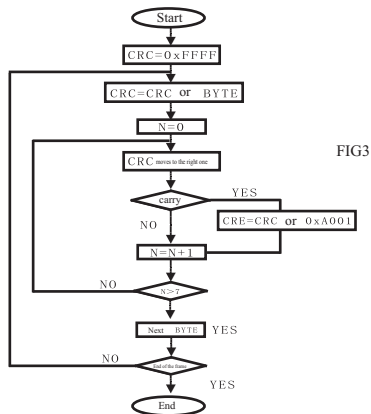 Start
CRC=0xFFFF
CRC=CRC or BYTE
N=0
CRC moves to the right one
FIG3
carry
YES
NO
CRE=CRC or 0xA001
N=N+1
NO
N>7
Next BYTE YES
NO
End of the frame
YES
End